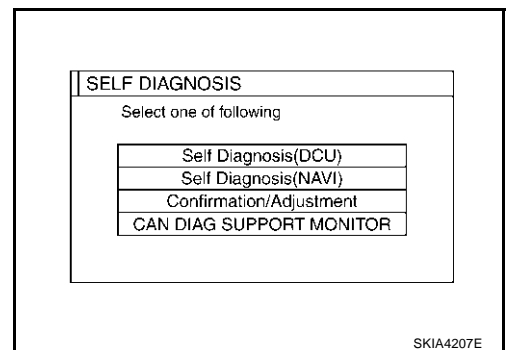 SELF DIAGNOSIS
Select one of following
Self Diagnosis(DCU)
Self Diagnosis(NAVI)
Confirmation/Adjustment
CAN DIAG SUPPORT MONITOR
SKIA4207E